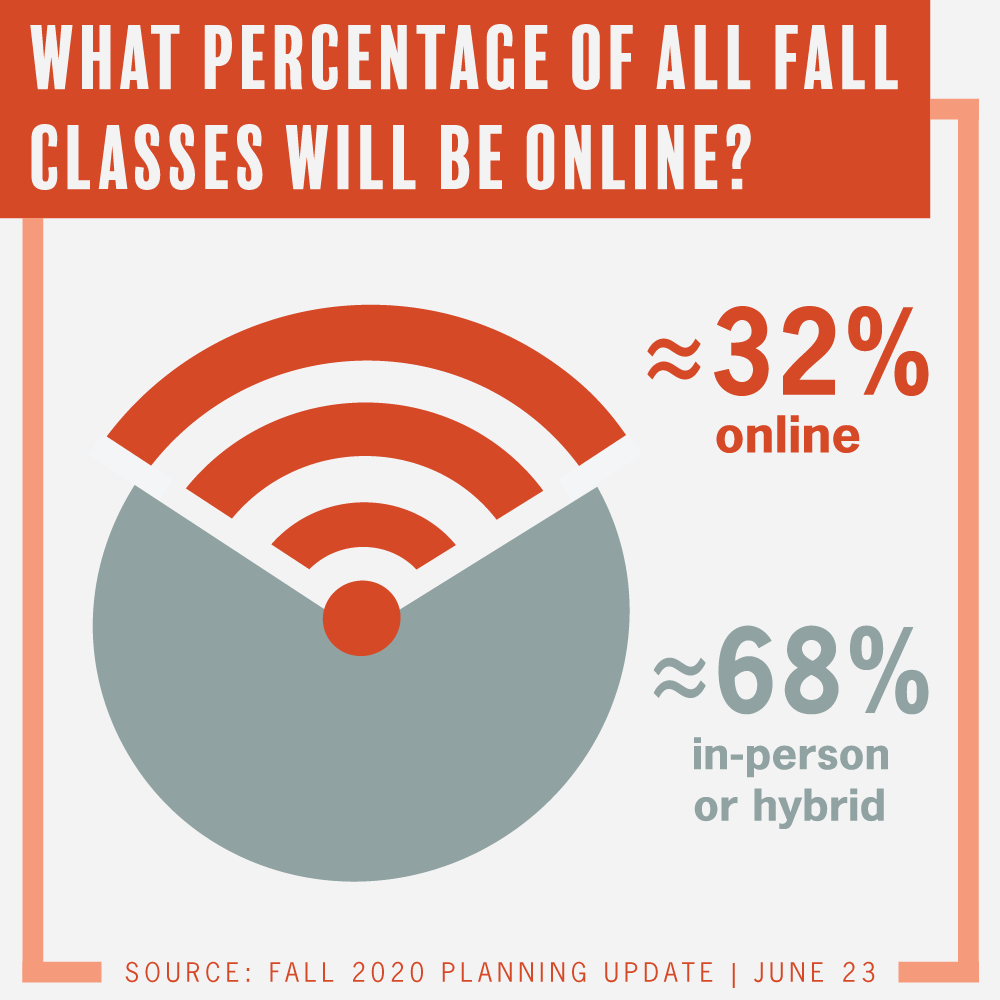 WHAT PERCENTAGE OF ALL FALL
CLASSES WILL BE ONLINE?
≈32%
online
≈68%
in-person
or hybrid
SOURCE: FALL 2020 PLANNING UPDATE | JUNE 23